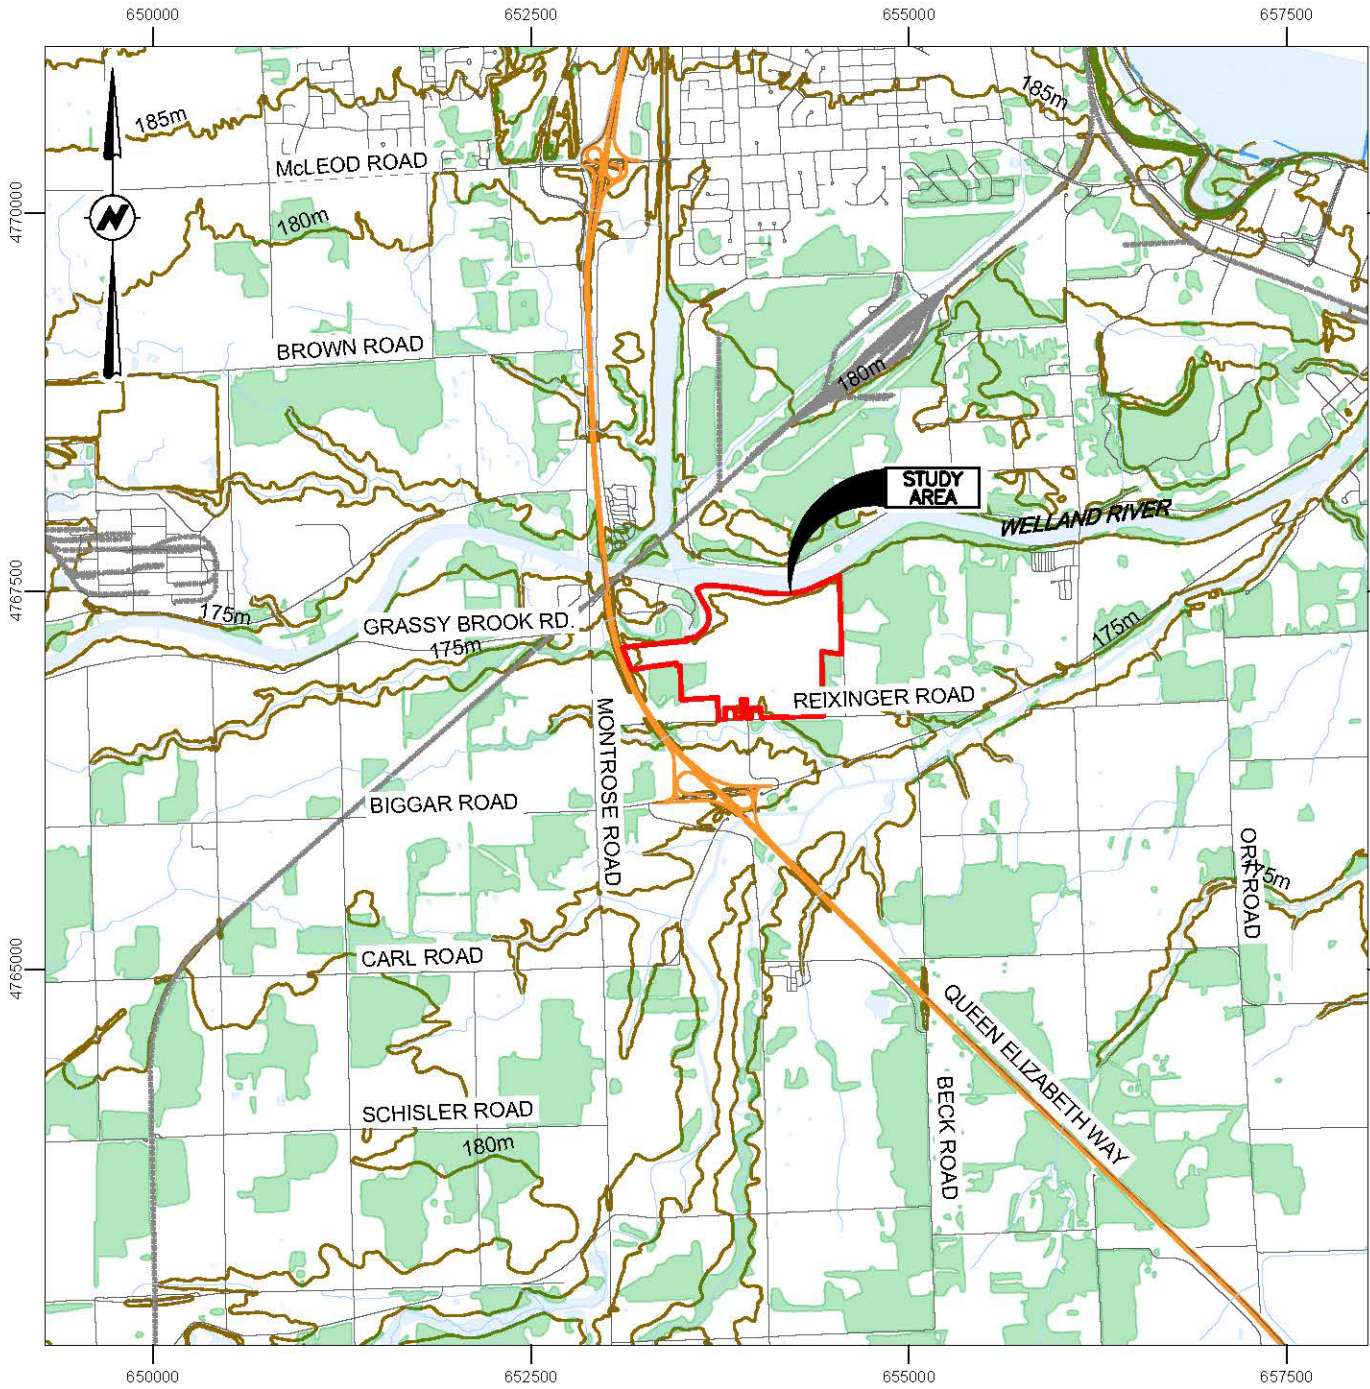 650000
652500
655000
657500
185m
185m
McLEOD ROAD
4770000
180m
N
BROWN ROAD
180m
STUDY
AREA
WELLAND RIVER
4767500
175m
GRASSY BROOK RD.
175m
175m
REIXINGER ROAD
MONTROSE ROAD
BIGGAR ROAD
ORT ROAD
175m
CARL ROAD
4765000
QUEEN ELIZABETH WAY
BECK ROAD
SCHISLER ROAD
180m
650000
652500
655000
657500